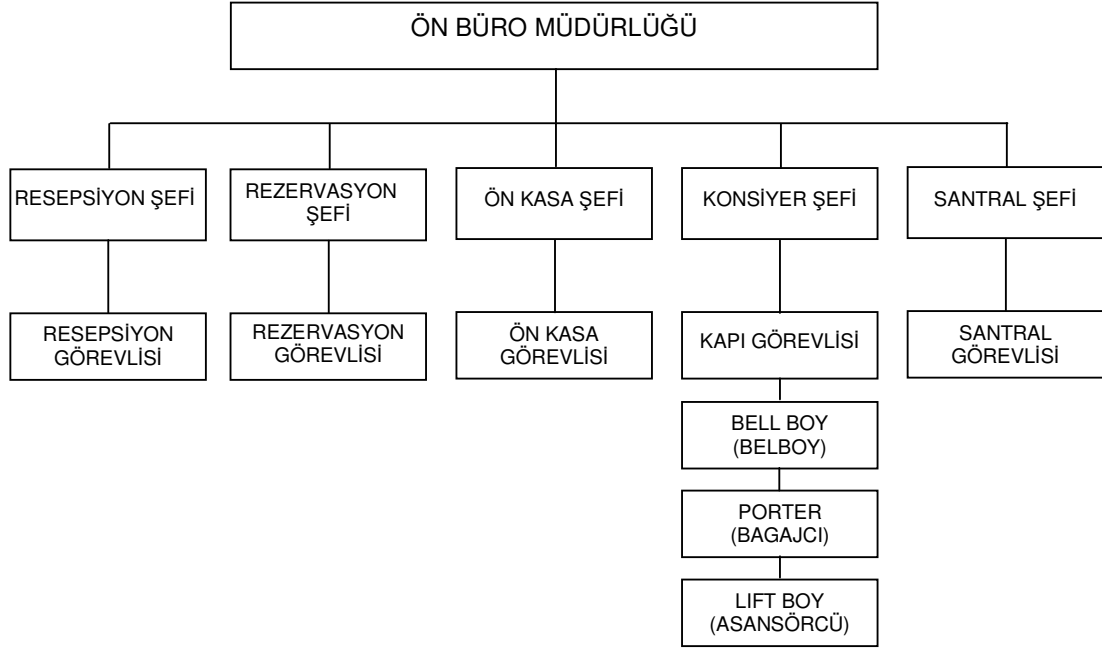 ÖN BÜRO MÜDÜRLÜĞÜ
RESEPSİYON ŞEFİ
REZERVASYON
ŞEFİ
ÖN KASA ŞEFİ
KONSİYER ŞEFİ
SANTRAL ŞEFİ
RESEPSİYON
GÖREVLİSİ
REZERVASYON
GÖREVLİSİ
ÖN KASA
GÖREVLİSİ
KAPI GÖREVLİSİ
SANTRAL
GÖREVLİSİ
BELL BOY
(BELBOY)
PORTER
(BAGAJCI)
LIFT BOY
(ASANSÖRCÜ)